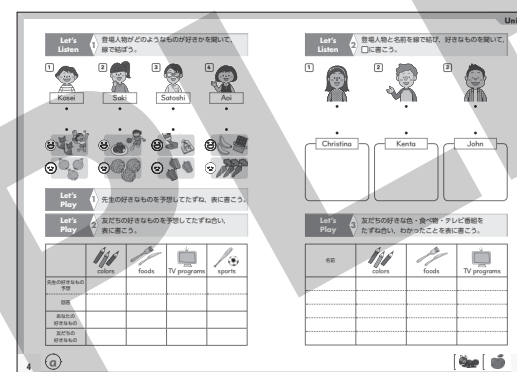 Uni
Let's Listen 1 登場人物がどのようなものが好きかを聞いて，
線で結ぼう。
1 2 3 4
Kosei Saki Satoshi Aoi
Let's Play 1 先生の好きなものを予想してたずね，表に書こう。
Let's Play 2 友だちの好きなものを予想してたずね合い，
表に書こう。
colors foods TV programs sports
先生の好きなもの
予想
回答
あなたの
好きなもの
友だちの
好きなもの
4 a
Let's Listen 2 登場人物と名前を線で結び，好きなものを聞いて，
□に書こう。
1 2 3
Christina Kenta John
Let's Play 3 友だちの好きな色・食べ物・テレビ番組を
たずね合い，わかったことを表に書こう。
名前 colors foods TV programs